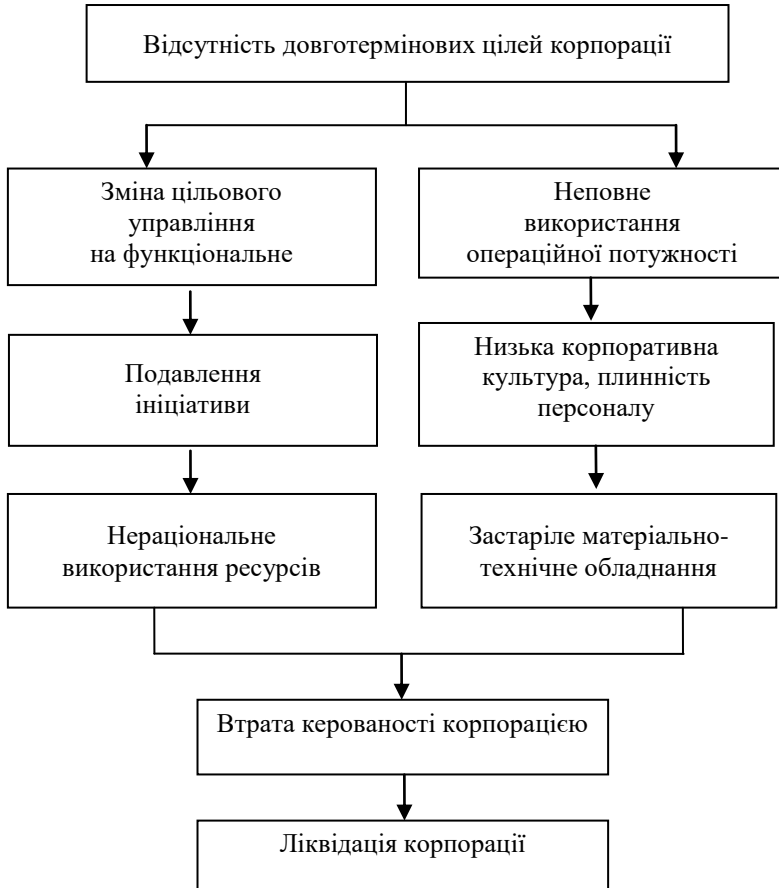 Відсутність довготермінових цілей корпорації
Зміна цільового
управління
на функціональне
Неповне
використання
операційної потужності
Подавлення
ініціативи
Низька корпоративна
культура, плинність
персоналу
Нераціональне
використання ресурсів
Застаріле матеріально-
технічне обладнання
Втрата керованості корпорацією
Ліквідація корпорації